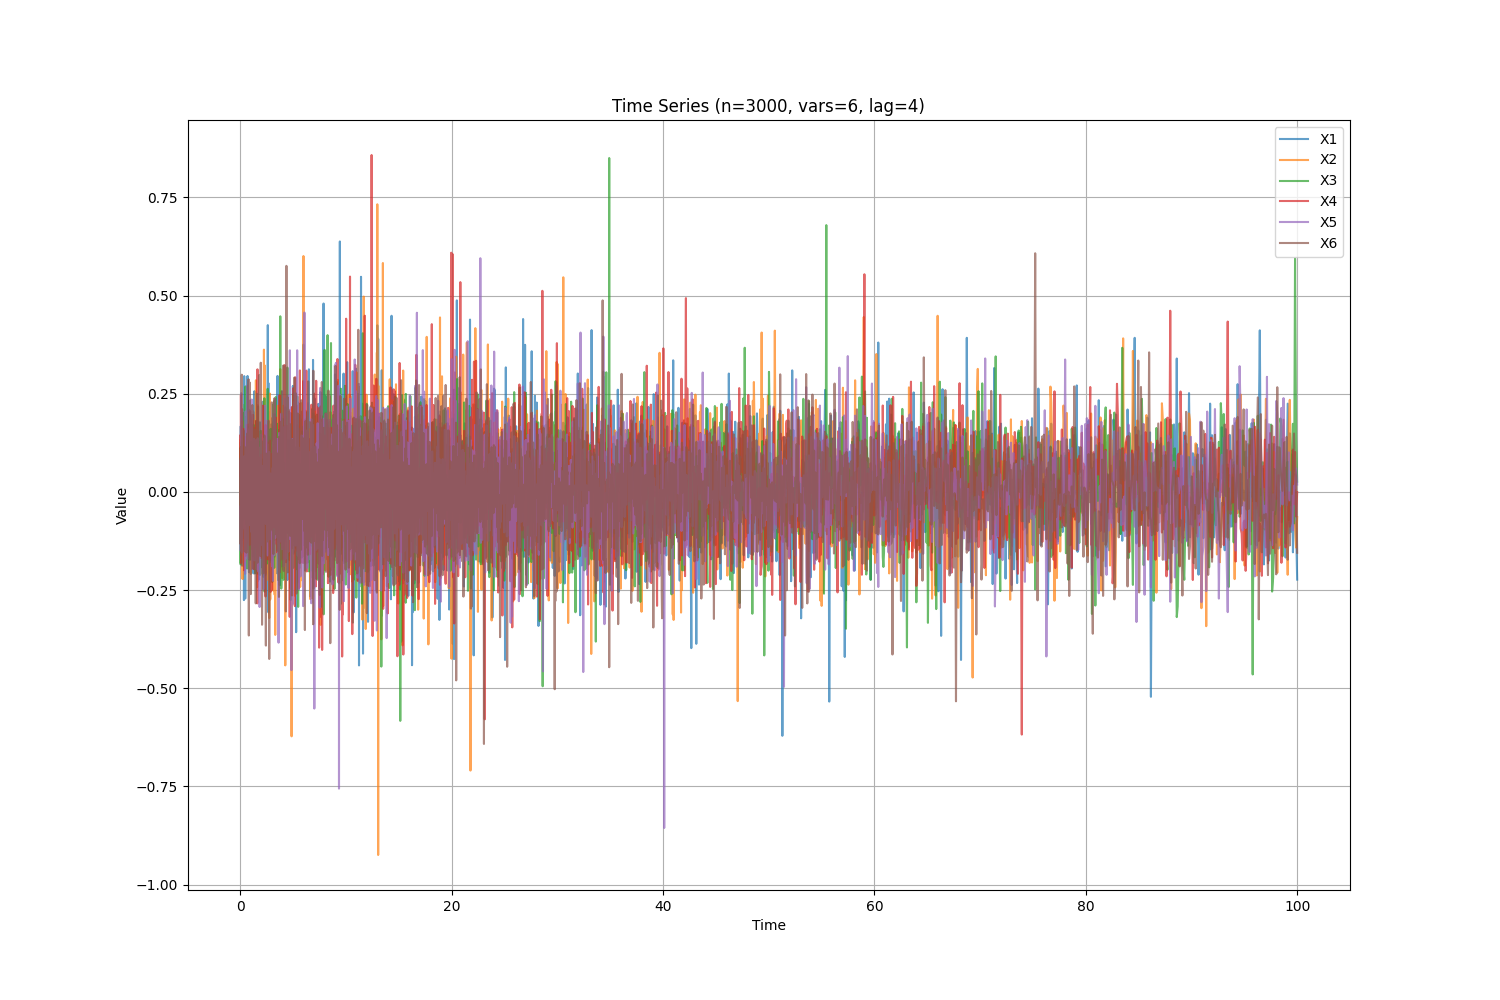 Time Series (n=3000, vars=6, lag=4)
X1
X2
X3
X4
X5
X6
0.75
0.50
0.25
0.00
−0.25
−0.50
−0.75
−1.00
Value
0 20 40 60 80 100
Time